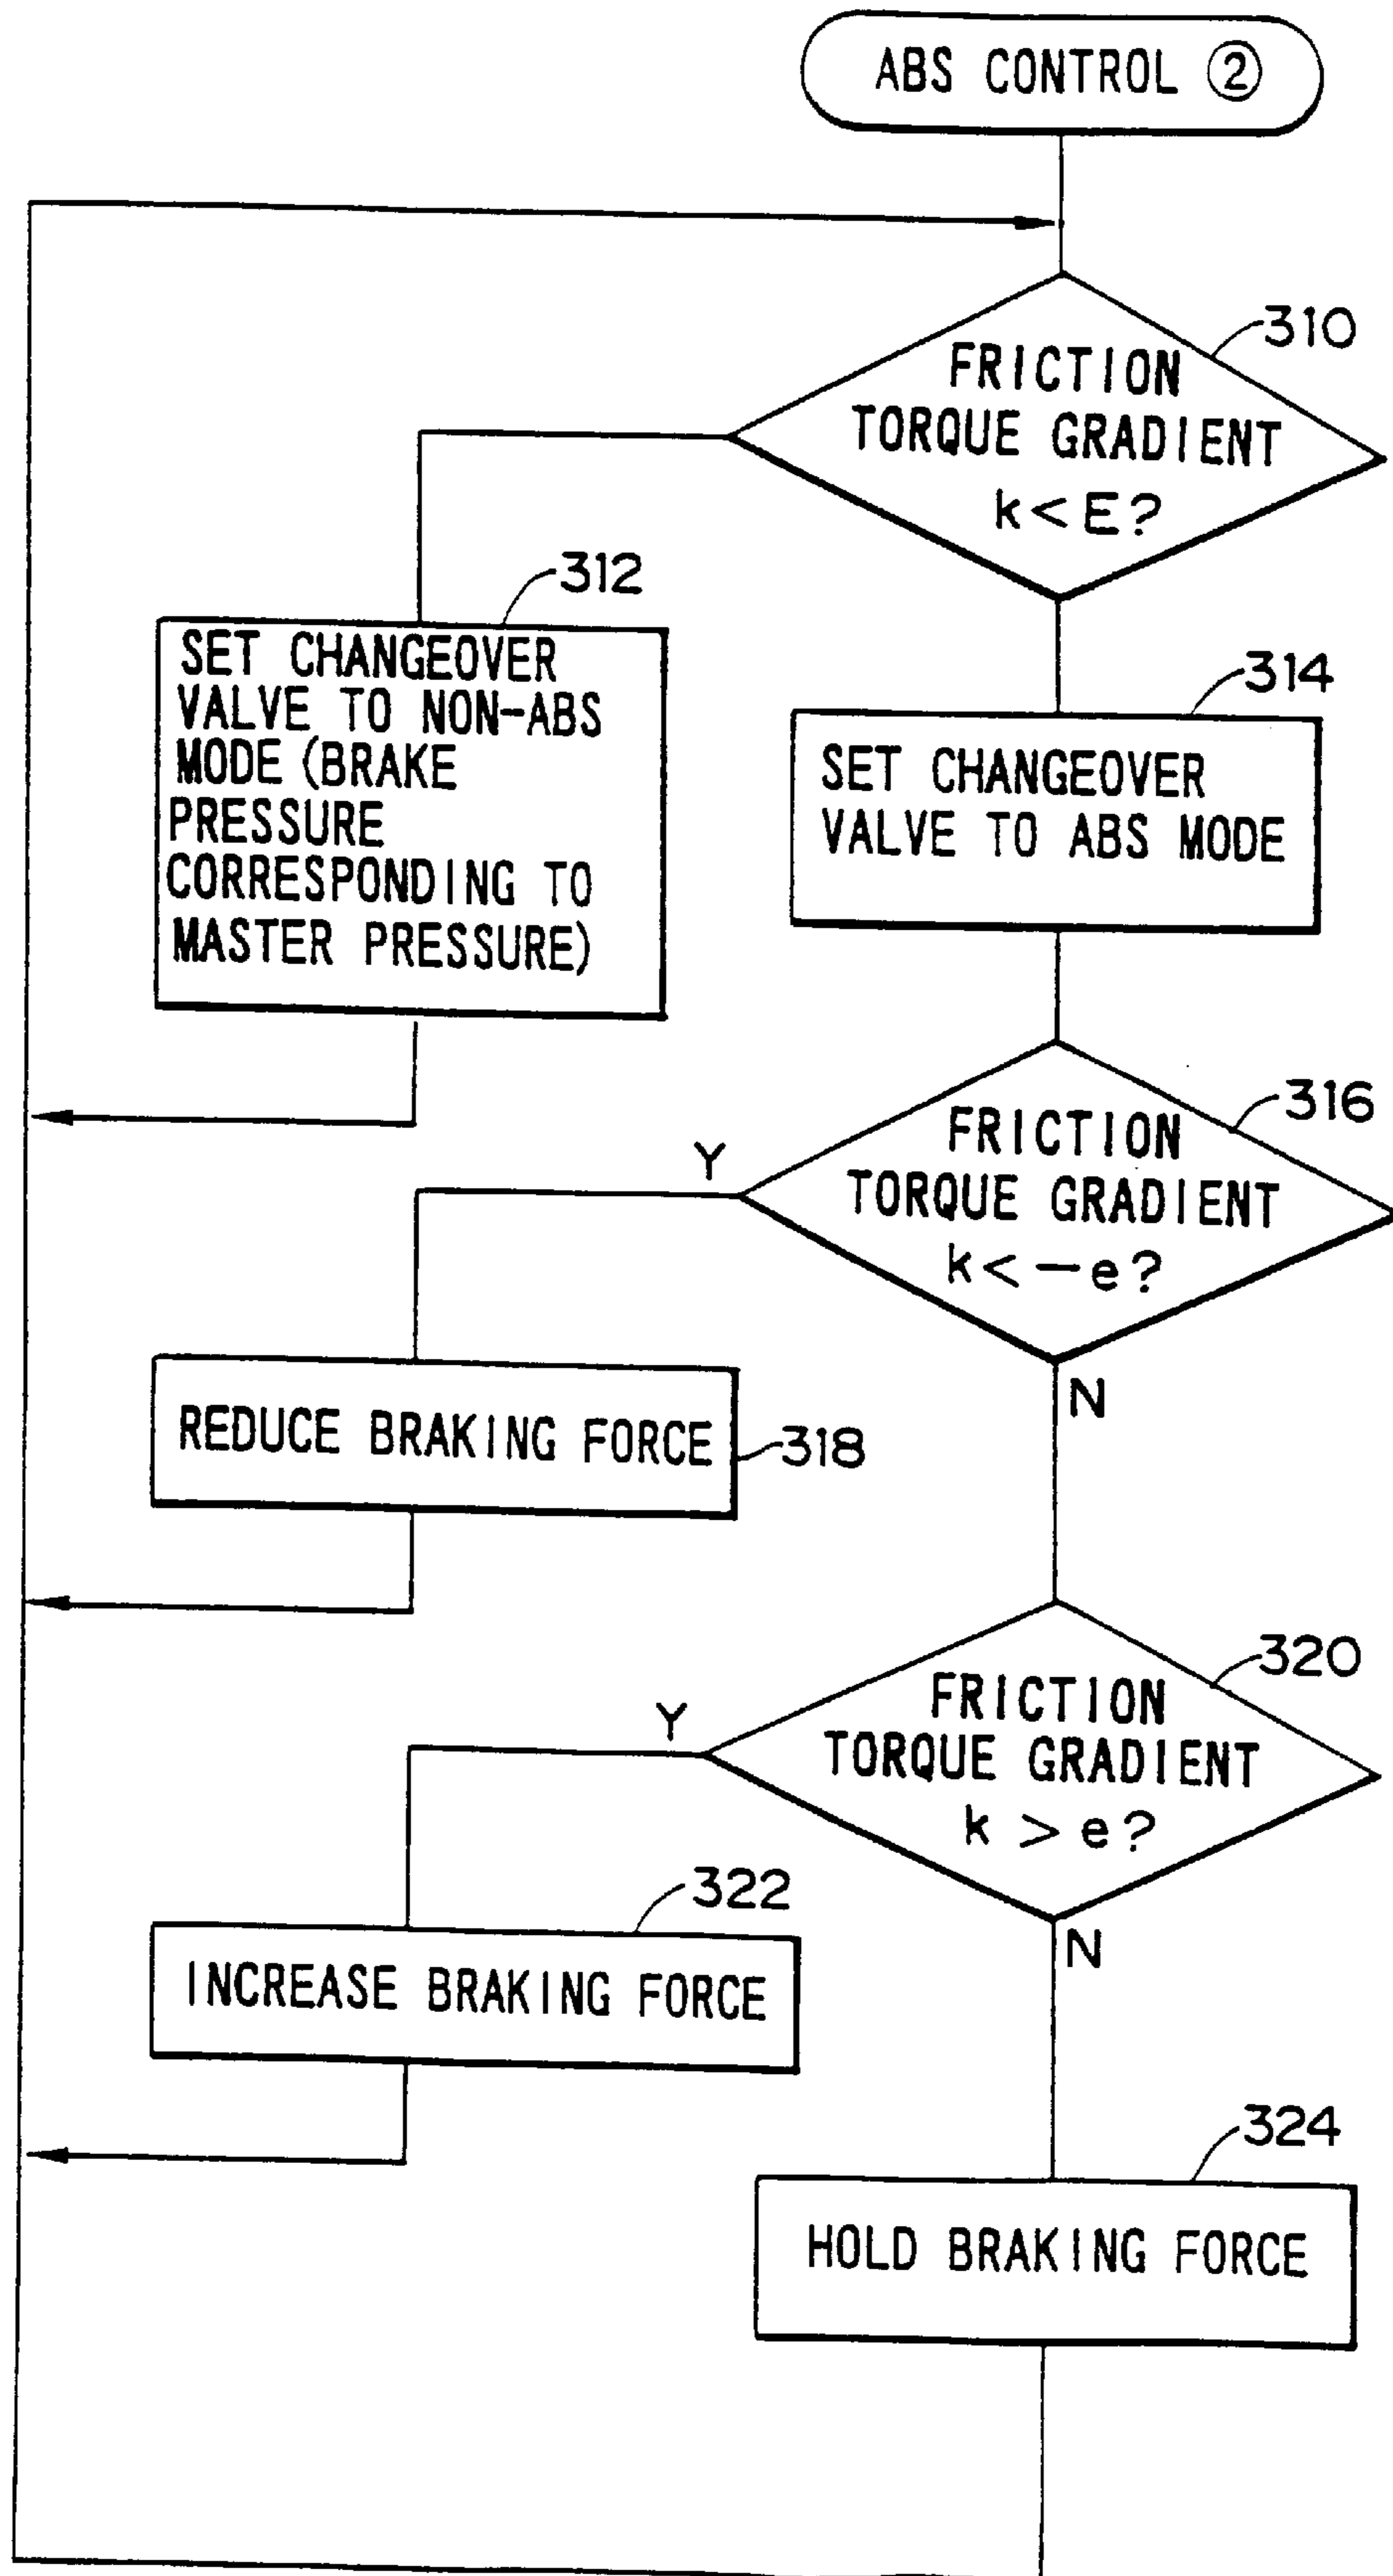 ABS CONTROL ②
310
FRICTION
TORQUE GRADIENT
k < E?
312
SET CHANGEOVER
VALVE TO NON-ABS
MODE (BRAKE
PRESSURE
CORRESPONDING TO
MASTER PRESSURE)
314
SET CHANGEOVER
VALVE TO ABS MODE
316
FRICTION
TORQUE GRADIENT
k < -e?
Y
N
REDUCE BRAKING FORCE
318
320
FRICTION
TORQUE GRADIENT
k > e?
Y
N
322
INCREASE BRAKING FORCE
324
HOLD BRAKING FORCE